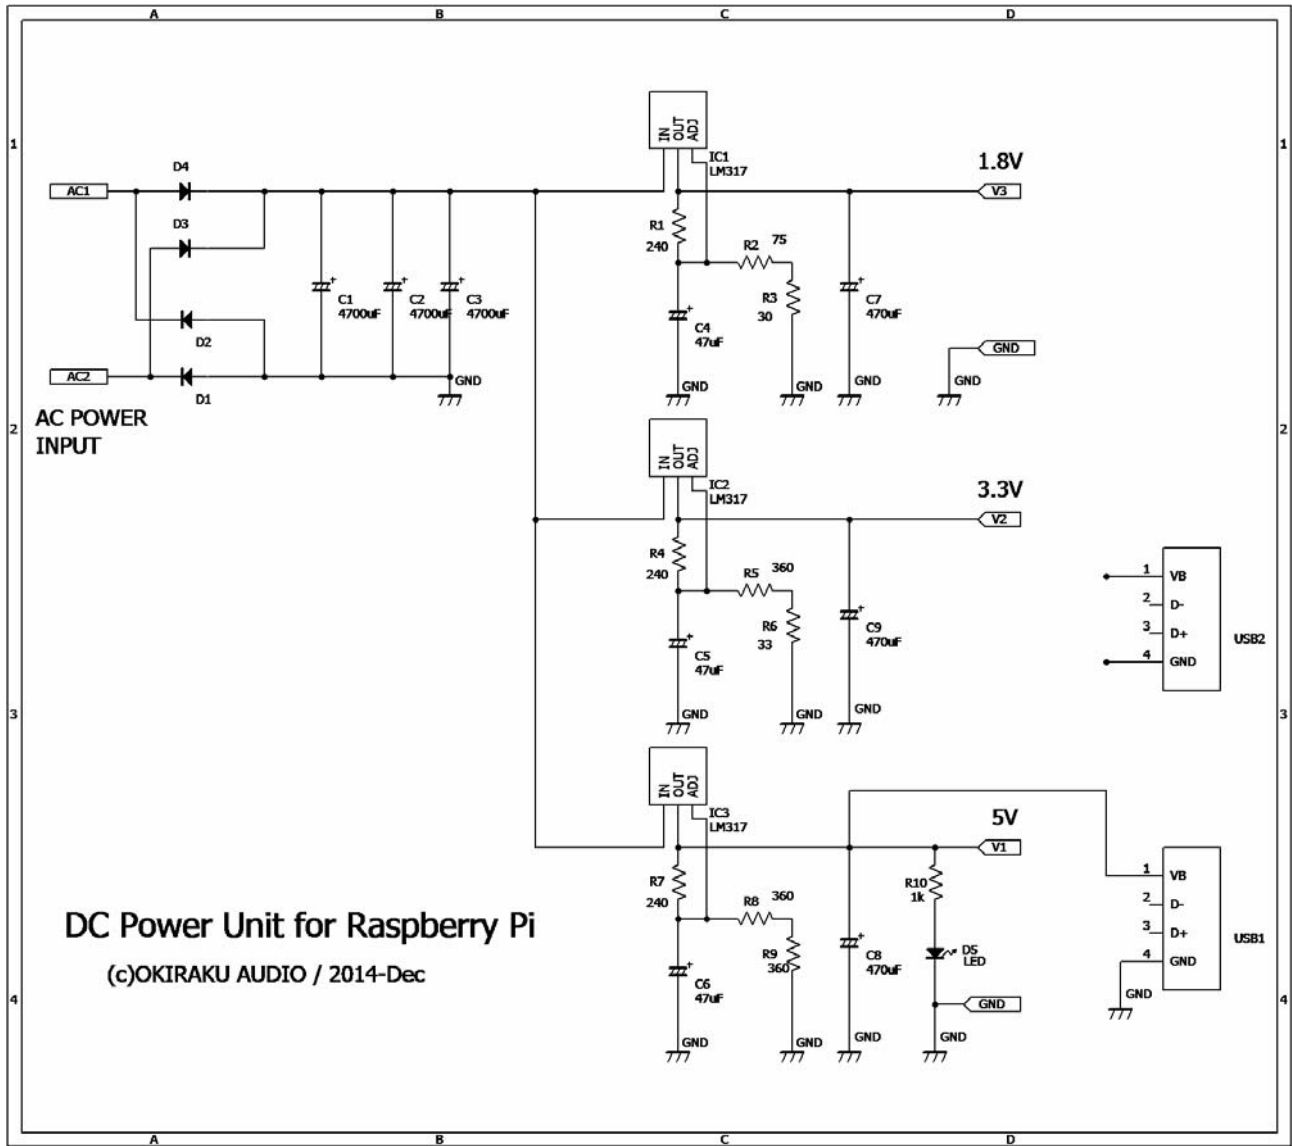 A B C D
1 1
IN OUT ADJ
IC1
LM317
1.8V
D4
AC1
V3
D3
R1
240
R2 75
R3
30
C1
4700uF
C2
4700uF
C3
4700uF
C4
47uF
C7
470uF
D2
GND
AC2
GND
GND
GND
GND
GND
D1
AC POWER
INPUT
2 2
IN OUT ADJ
IC2
LM317
3.3V
V2
R4
240
R5 360
R6
33
C5
47uF
C9
470uF
1 VB
2 D-
3 D+
4 GND
USB2
GND
GND
GND
3 3
IN OUT ADJ
IC3
LM317
5V
V1
R7
240
R8 360
R9
360
R10
1k
1 VB
2 D-
3 D+
4 GND
USB1
DC Power Unit for Raspberry Pi
(c)OKIRAKU AUDIO / 2014-Dec
C6
47uF
C8
470uF
D5
LED
4 4
GND
GND
GND
GND
GND
GND
A B C D